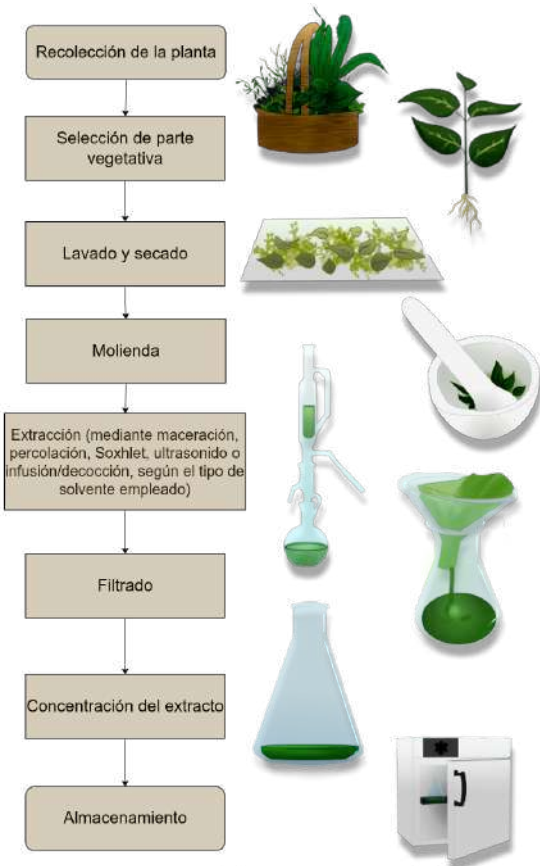 Recolección de la planta
Selección de parte
vegetativa
Lavado y secado
Molienda
Extracción (mediante maceración,
percolación, Soxhlet, ultrasonido o
infusión/decocción, según el tipo de
solvente empleado)
Filtrado
Concentración del extracto
Almacenamiento